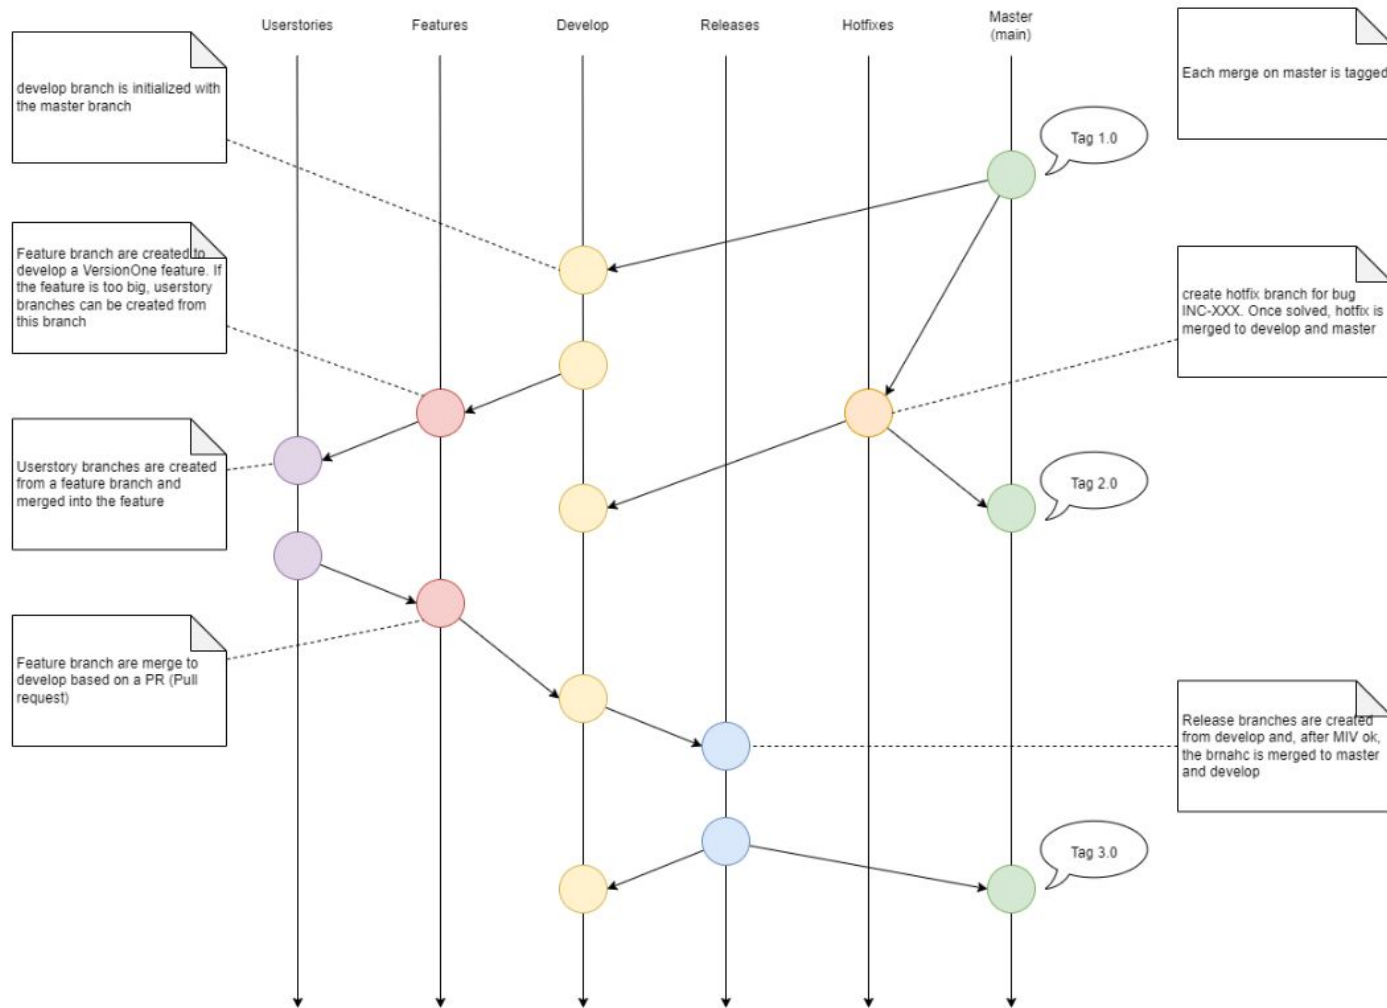 Userstories
Features
Develop
Releases
Hotfixes
Master
(main)
develop branch is initialized with
the master branch
Each merge on master is tagged
Tag 1.0
Feature branch are created to
develop a VersionOne feature. If
the feature is too big, userstory
branches can be created from
this branch
create hotfix branch for bug
INC-XXX. Once solved, hotfix is
merged to develop and master
Userstory branches are created
from a feature branch and
merged into the feature
Tag 2.0
Feature branch are merge to
develop based on a PR (Pull
request)
Release branches are created
from develop and, after MIV ok,
the brnahc is merged to master
and develop
Tag 3.0